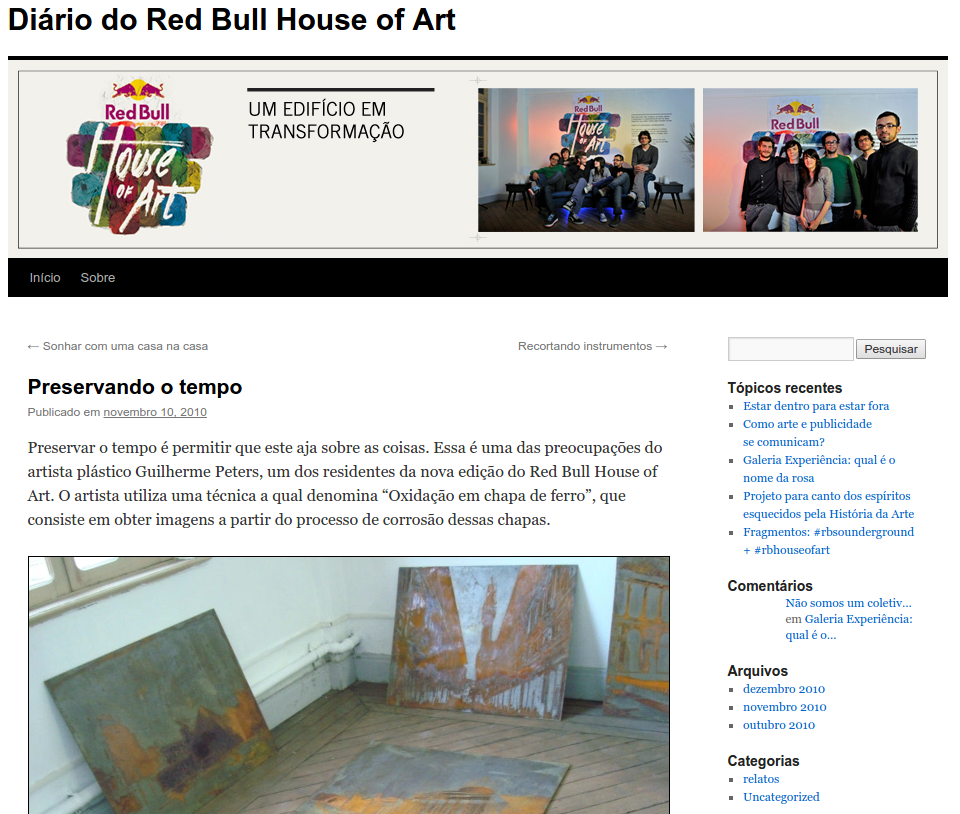 Diário do Red Bull House of Art
Red Bull
House
of
Art
UM EDIFÍCIO EM
TRANSFORMAÇÃO
Red Bull
House
of Art
Red Bull
Início Sobre
← Sonhar com uma casa na casa Recortando instrumentos →
Preservando o tempo
Publicado em novembro 10, 2010
Preservar o tempo é permitir que este aja sobre as coisas. Essa é uma das preocupações do
artista plástico Guilherme Peters, um dos residentes da nova edição do Red Bull House of
Art. O artista utiliza uma técnica a qual denomina “Oxidação em chapa de ferro”, que
consiste em obter imagens a partir do processo de corrosão dessas chapas.
Pesquisar
Tópicos recentes
Estar dentro para estar fora
Como arte e publicidade
se comunicam?
Galeria Experiência: qual é o
nome da rosa
Projeto para canto dos espíritos
esquecidos pela História da Arte
Fragmentos: #rbsounderground
+ #rbhouseofart
Comentários
Não somos um coletiv...
em Galeria Experiência:
qual é o...
Arquivos
dezembro 2010
novembro 2010
outubro 2010
Categorias
relatos
Uncategorized